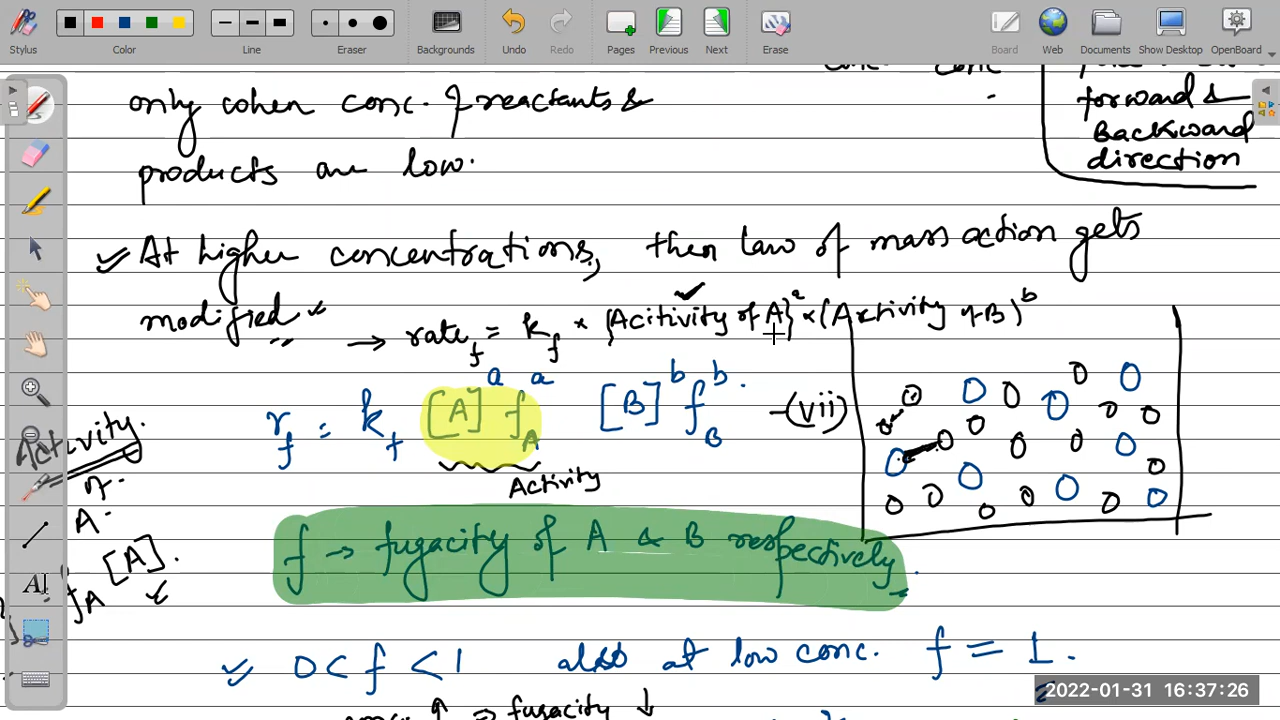 Stylus Color Line Eraser Backgrounds Undo Redo Pages Previous Next Erase Board Web Documents Show Desktop OpenBoard
only when conc. of reactants &
products are low.
forward &
Backward
direction
At higher concentrations, then law of mass action gets
modified
→ rate_f = k_f × {Acitivity of A}^a × (Activity of B)^b
r_f = k_f [A]^a f_A^a [B]^b f_B^b . -(vii)
Activity
Activity.
of
A.
f_A [A].
f → fugacity of A & B respectively.
0 < f < 1 also at low conc. f = 1.
conc. ↑ ⇒ fugacity ↓
2022-01-31 16:37:26